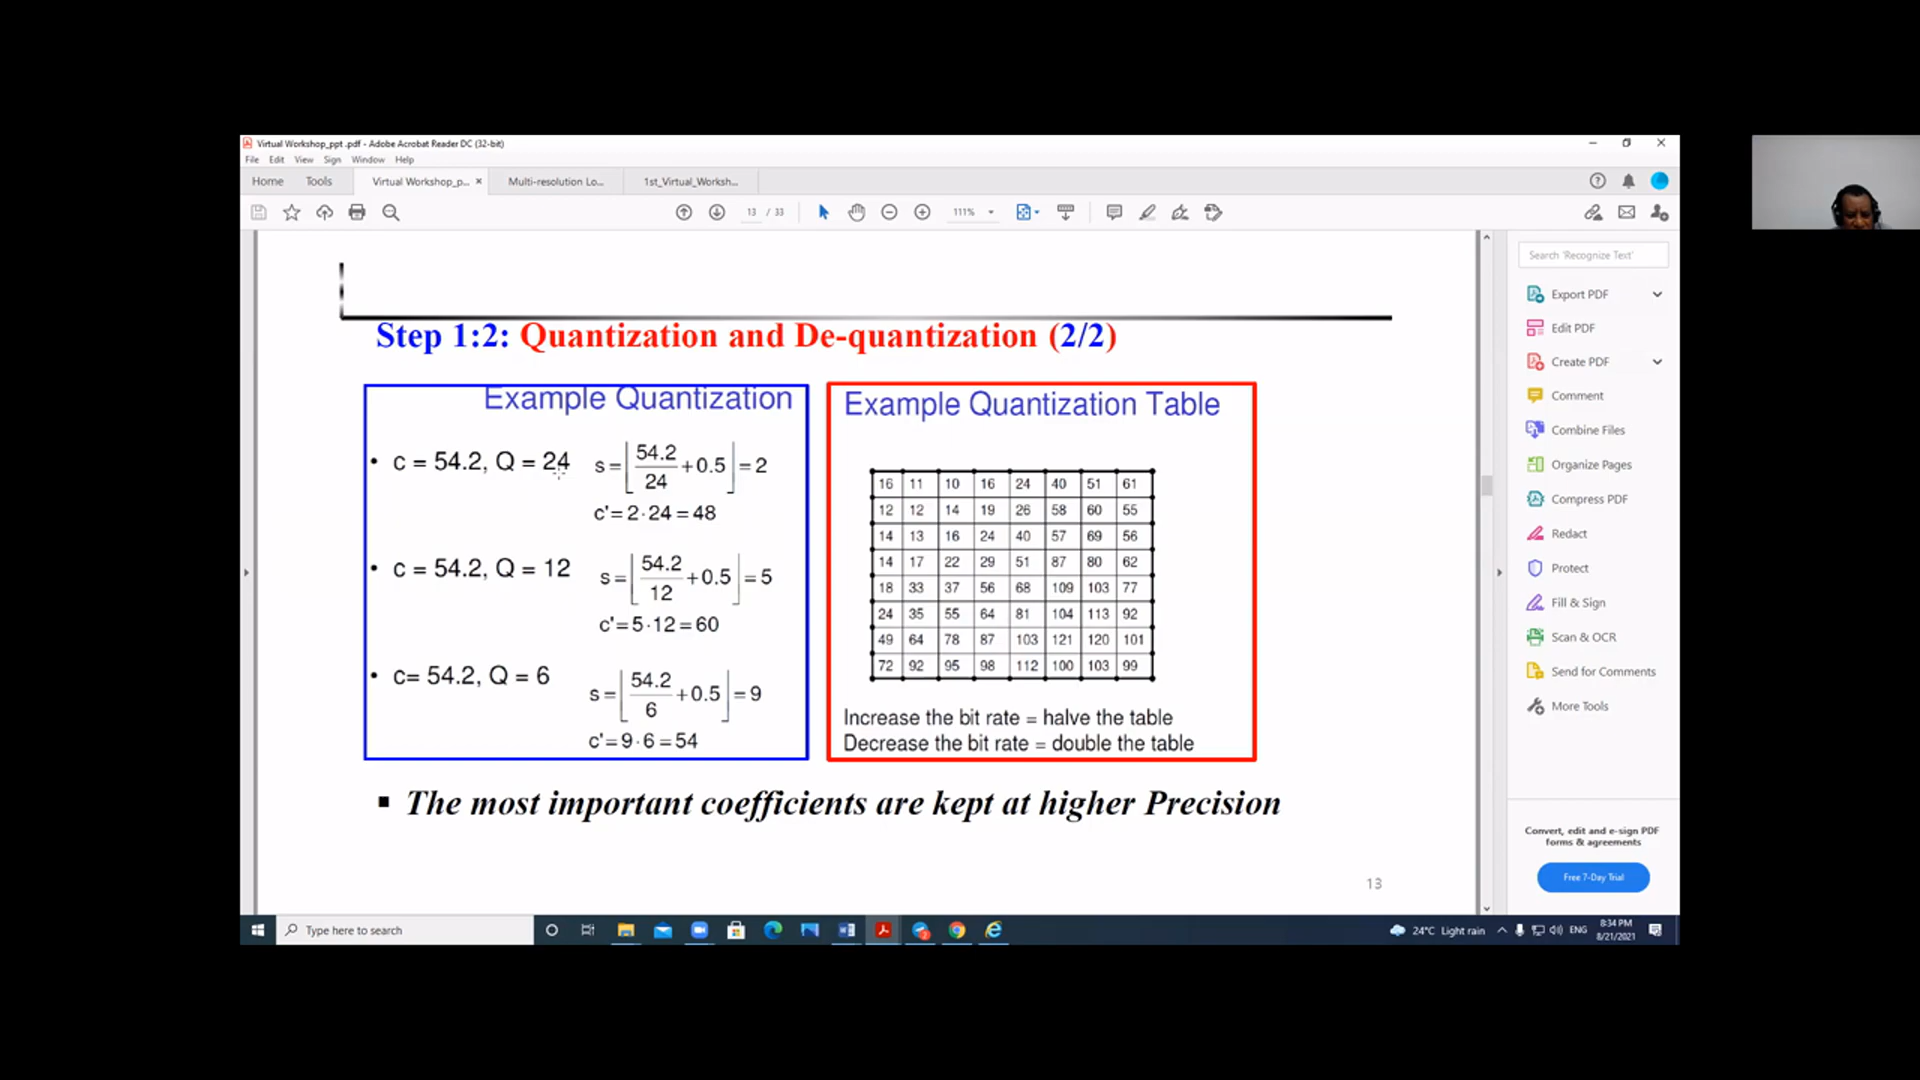 Virtual Workshop_ppt .pdf - Adobe Acrobat Reader DC (32-bit)
File Edit View Sign Window Help
Home Tools Virtual Workshop_p... × Multi-resolution Lo... 1st_Virtual_Worksh...
13 / 33 111%
Step 1:2: Quantization and De-quantization (2/2)
Example Quantization
• c = 54.2, Q = 24 s = ⌊54.2/24 + 0.5⌋ = 2
c' = 2 · 24 = 48
• c = 54.2, Q = 12 s = ⌊54.2/12 + 0.5⌋ = 5
c' = 5 · 12 = 60
• c= 54.2, Q = 6 s = ⌊54.2/6 + 0.5⌋ = 9
c' = 9 · 6 = 54
Example Quantization Table
16 11 10 16 24 40 51 61
12 12 14 19 26 58 60 55
14 13 16 24 40 57 69 56
14 17 22 29 51 87 80 62
18 33 37 56 68 109 103 77
24 35 55 64 81 104 113 92
49 64 78 87 103 121 120 101
72 92 95 98 112 100 103 99
Increase the bit rate = halve the table
Decrease the bit rate = double the table
▪ The most important coefficients are kept at higher Precision
13
Search 'Recognize Text'
Export PDF
Edit PDF
Create PDF
Comment
Combine Files
Organize Pages
Compress PDF
Redact
Protect
Fill & Sign
Scan & OCR
Send for Comments
More Tools
Convert, edit and e-sign PDF
forms & agreements
Free 7-Day Trial
Type here to search
24°C Light rain
ENG
8:34 PM
8/21/2021